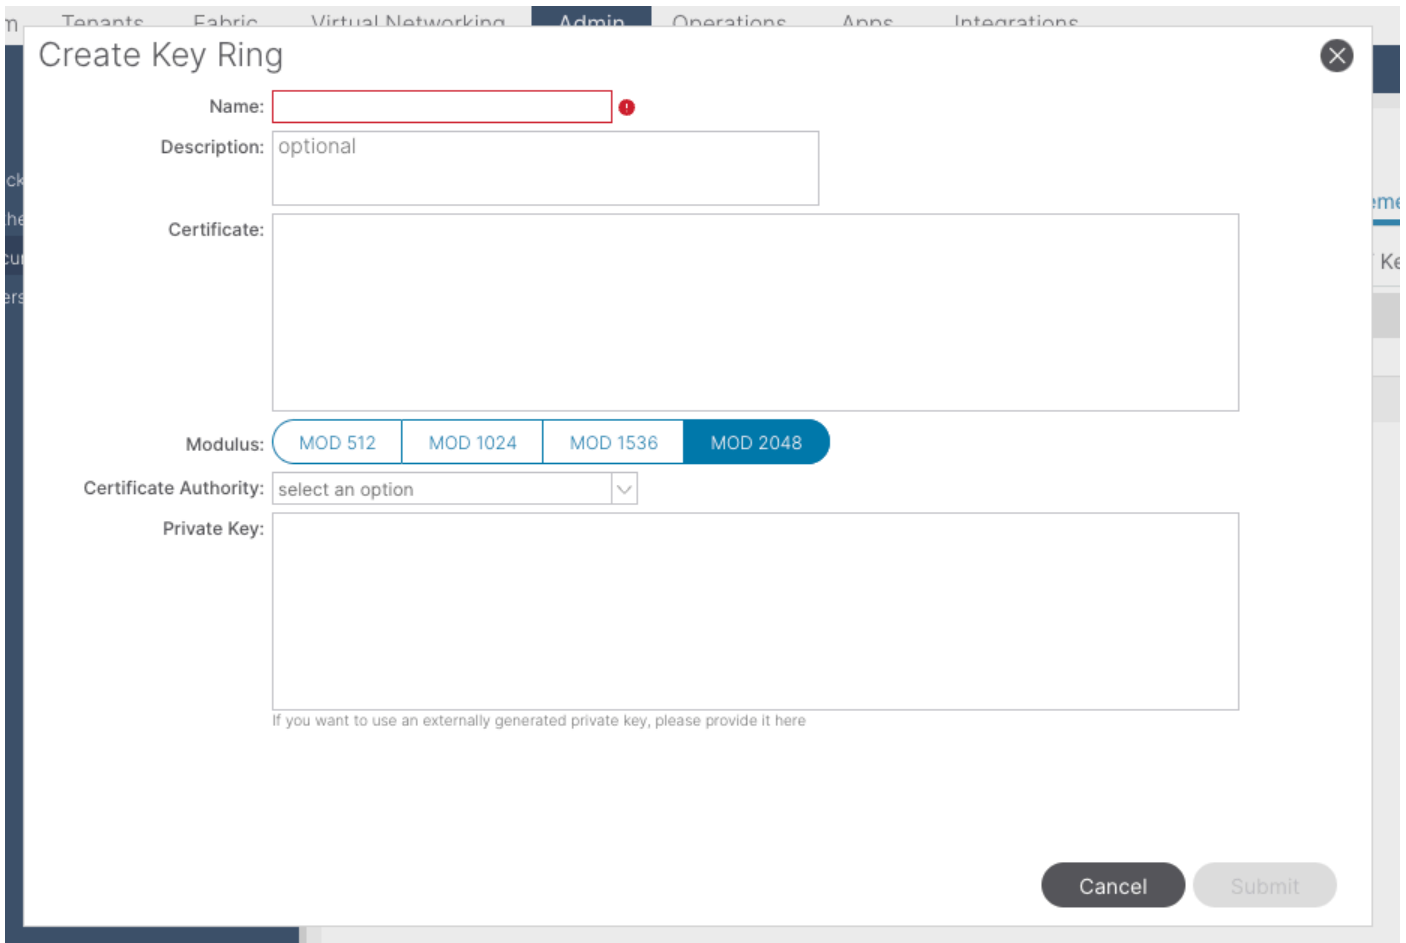 Tenants Fabric Virtual Networking Admin Operations Apps Integrations
Create Key Ring
Name:
Description: optional
Certificate:
Modulus: MOD 512 MOD 1024 MOD 1536 MOD 2048
Certificate Authority: select an option
Private Key:
If you want to use an externally generated private key, please provide it here
Cancel Submit